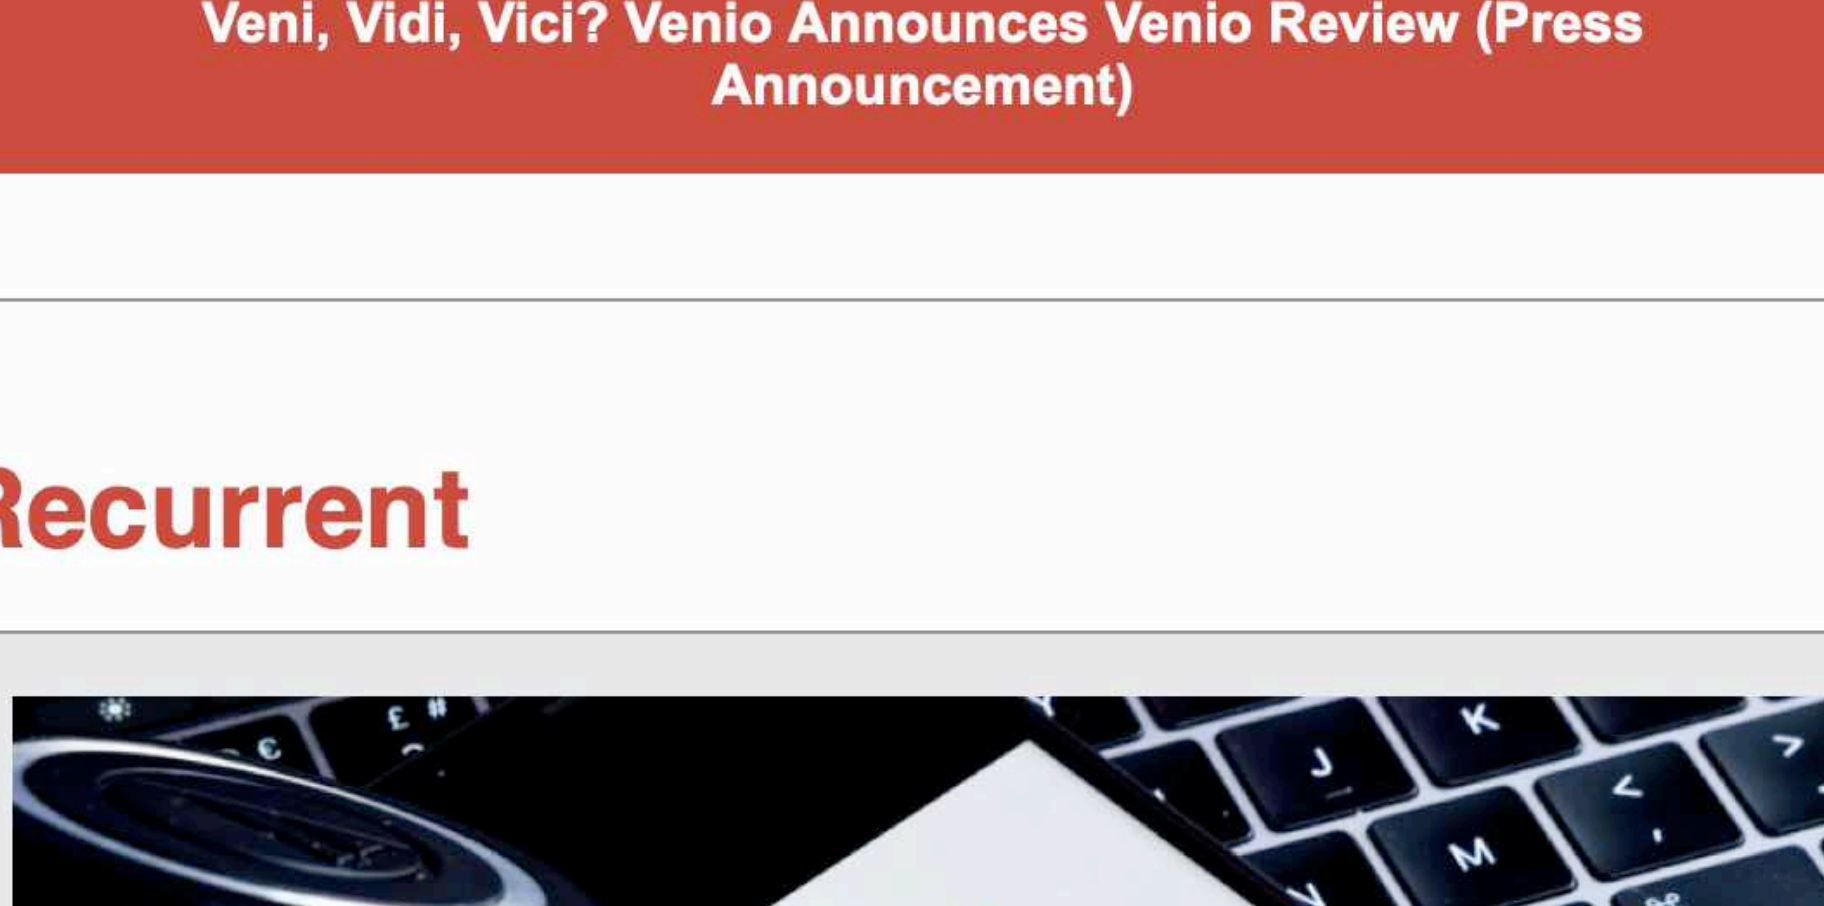 Veni, Vidi, Vici? Venio Announces Venio Review (Press
Announcement)
Recurrent
£ #
€
K
J
>
<
,
M